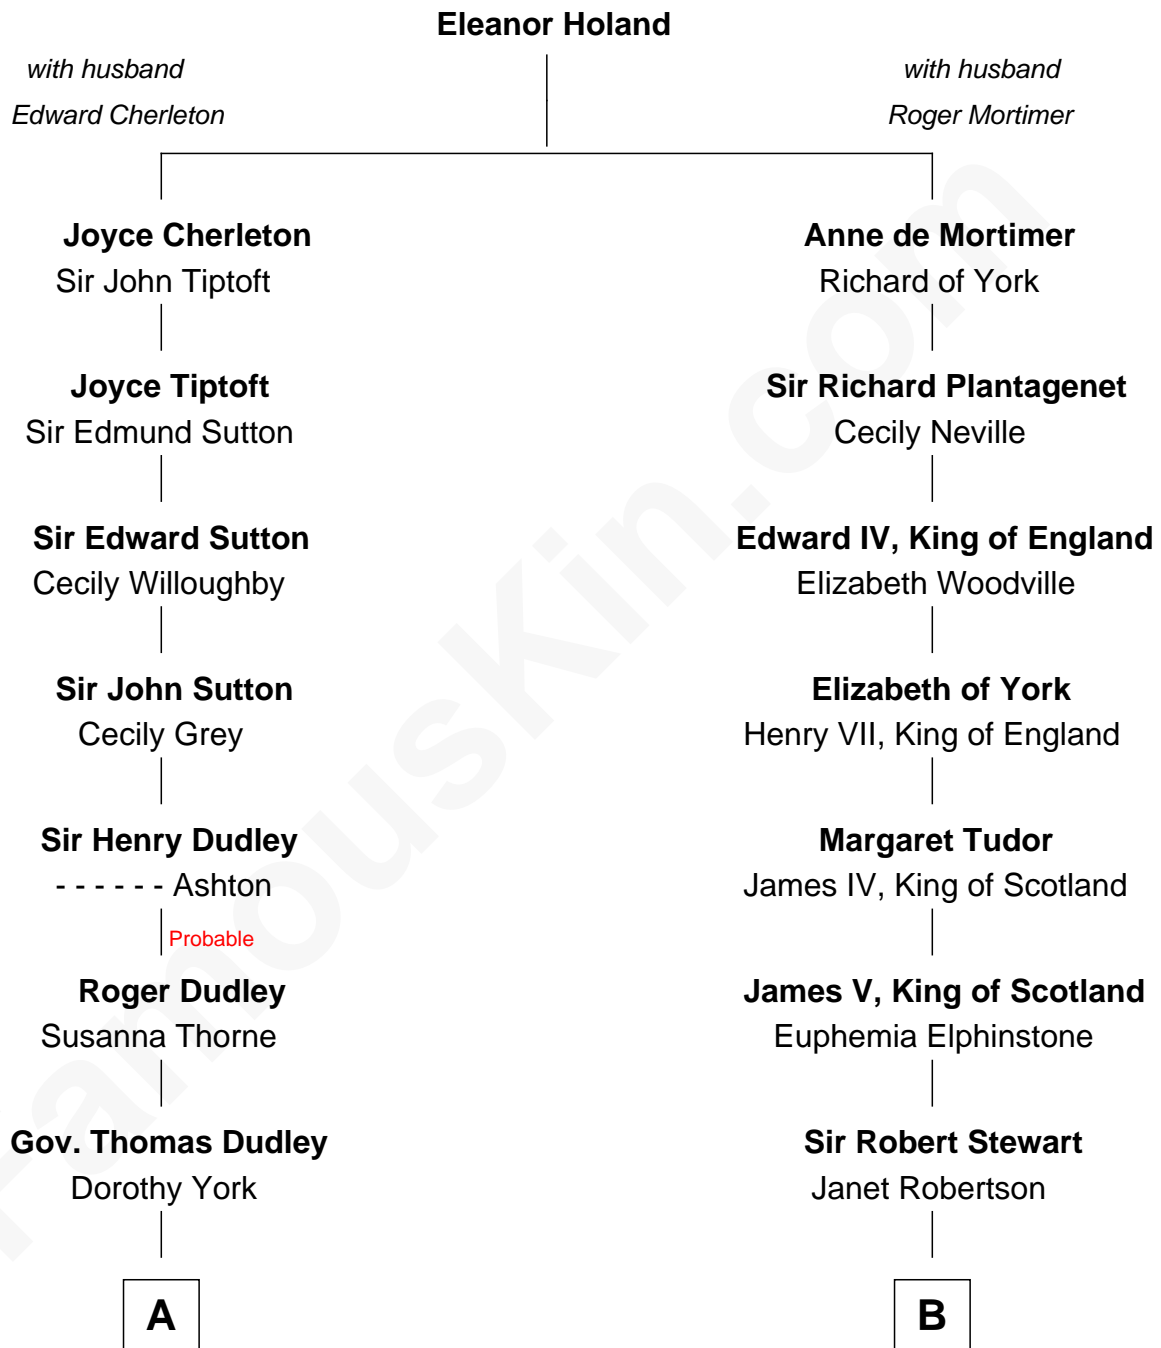 Eleanor Holand
with husband
Edward Cherleton
with husband
Roger Mortimer
Joyce Cherleton
Sir John Tiptoft
Anne de Mortimer
Richard of York
Joyce Tiptoft
Sir Edmund Sutton
Sir Richard Plantagenet
Cecily Neville
Sir Edward Sutton
Cecily Willoughby
Edward IV, King of England
Elizabeth Woodville
Sir John Sutton
Cecily Grey
Elizabeth of York
Henry VII, King of England
Sir Henry Dudley
- - - - - - Ashton
Margaret Tudor
James IV, King of Scotland
Probable
Roger Dudley
Susanna Thorne
James V, King of Scotland
Euphemia Elphinstone
Gov. Thomas Dudley
Dorothy York
Sir Robert Stewart
Janet Robertson
A
B
FamousKin.com